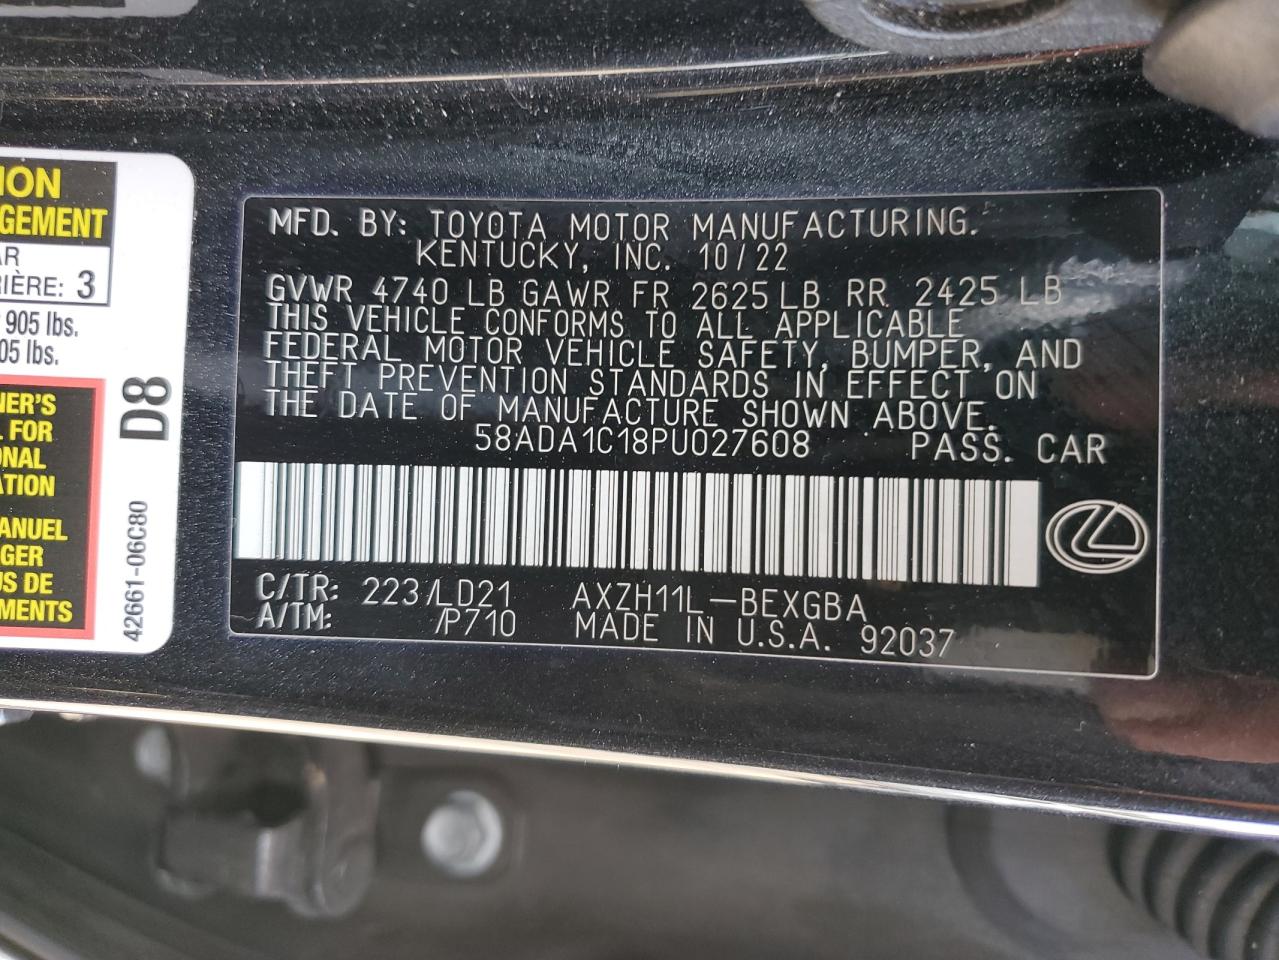 ION
GEMENT
AR
RIÈRE: 3
905 lbs.
05 lbs.
NER'S
FOR
ONAL
ATION
ANUEL
GER
US DE
EMENTS
D8
42661-06C80
MFD. BY: TOYOTA MOTOR MANUFACTURING.
KENTUCKY, INC. 10/22
GVWR 4740 LB GAWR FR 2625 LB RR 2425 LB
THIS VEHICLE CONFORMS TO ALL APPLICABLE
FEDERAL MOTOR VEHICLE SAFETY, BUMPER, AND
THEFT PREVENTION STANDARDS IN EFFECT ON
THE DATE OF MANUFACTURE SHOWN ABOVE.
58ADA1C18PU027608 PASS. CAR
C/TR: 223/LD21 AXZH11L-BEXGBA
A/TM: /P710 MADE IN U.S.A. 92037